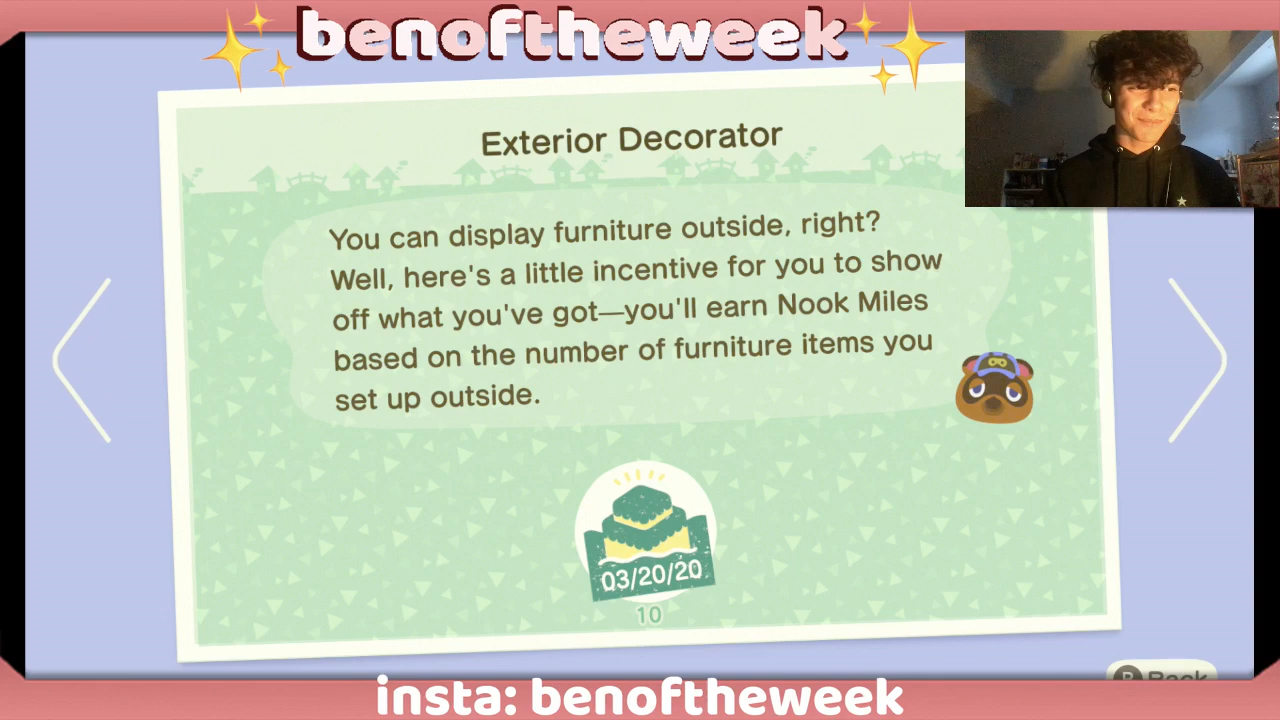 benoftheweek
Exterior Decorator
You can display furniture outside, right?
Well, here's a little incentive for you to show
off what you've got—you'll earn Nook Miles
based on the number of furniture items you
set up outside.
03/20/20
10
B Back
insta: benoftheweek